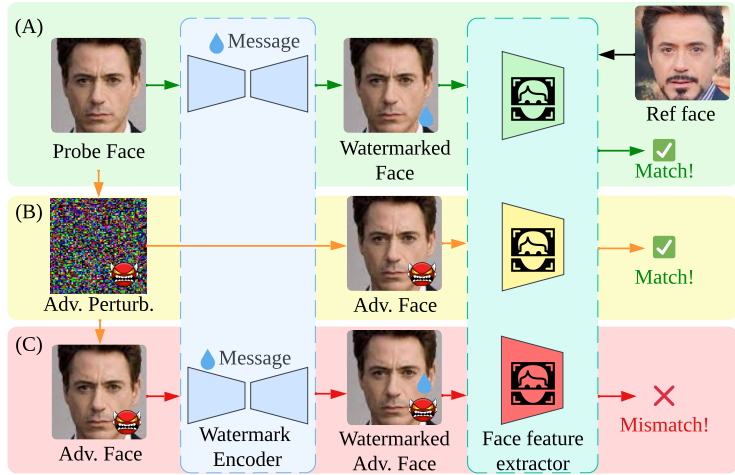 (A)
Message
Probe Face
Watermarked
Face
Ref face
Match!
(B)
Adv. Perturb.
Adv. Face
Match!
(C)
Message
Adv. Face
Watermark
Encoder
Watermarked
Adv. Face
Face feature
extractor
Mismatch!